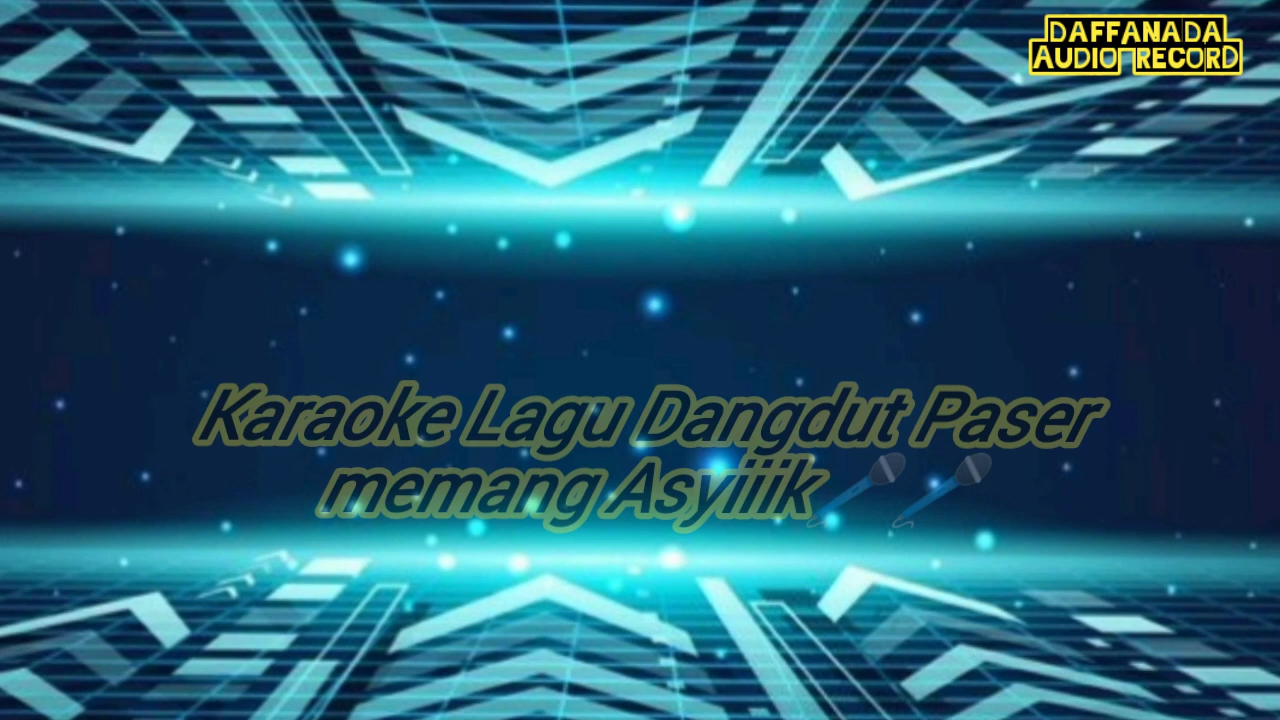 DAFFANADA
AUDIO RECORD
Karaoke Lagu Dangdut Paser
memang Asyiiik🎤🎤